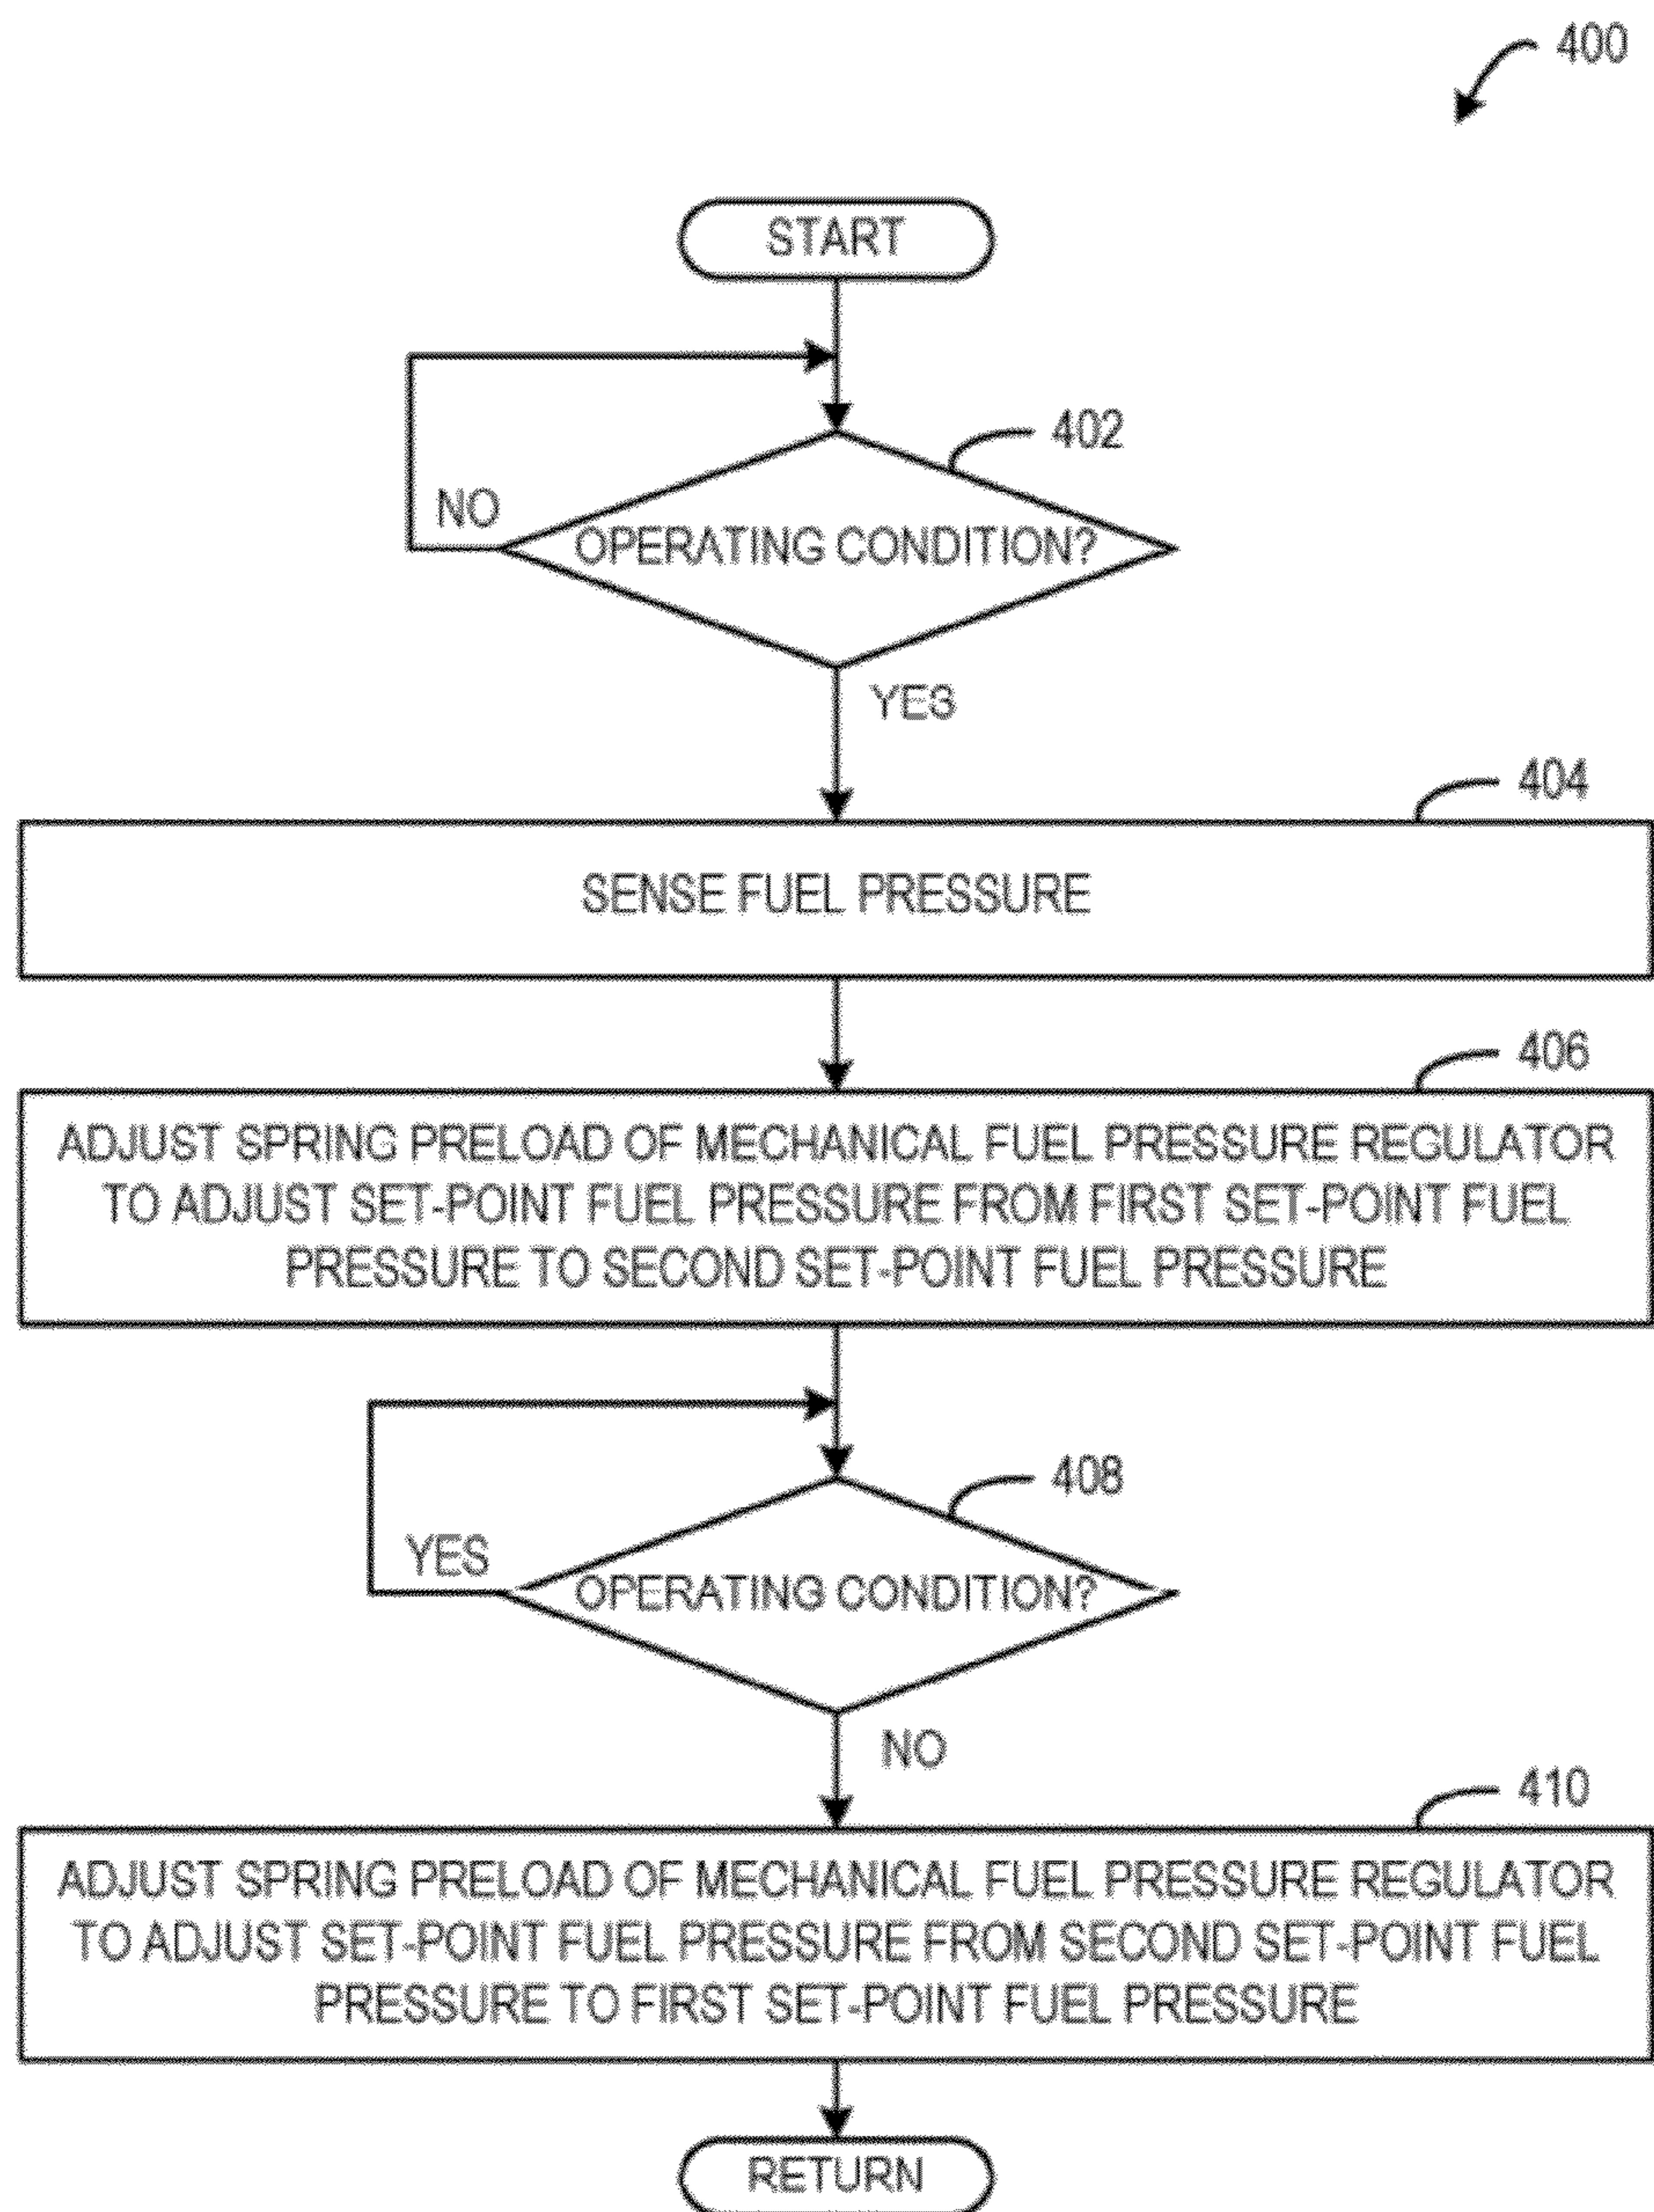 400
START
402
NO
OPERATING CONDITION?
YE3
404
SENSE FUEL PRESSURE
406
ADJUST SPRING PRELOAD OF MECHANICAL FUEL PRESSURE REGULATOR
TO ADJUST SET-POINT FUEL PRESSURE FROM FIRST SET-POINT FUEL
PRESSURE TO SECOND SET-POINT FUEL PRESSURE
408
YES
OPERATING CONDITION?
NO
410
ADJUST SPRING PRELOAD OF MECHANICAL FUEL PRESSURE REGULATOR
TO ADJUST SET-POINT FUEL PRESSURE FROM SECOND SET-POINT FUEL
PRESSURE TO FIRST SET-POINT FUEL PRESSURE
RETURN